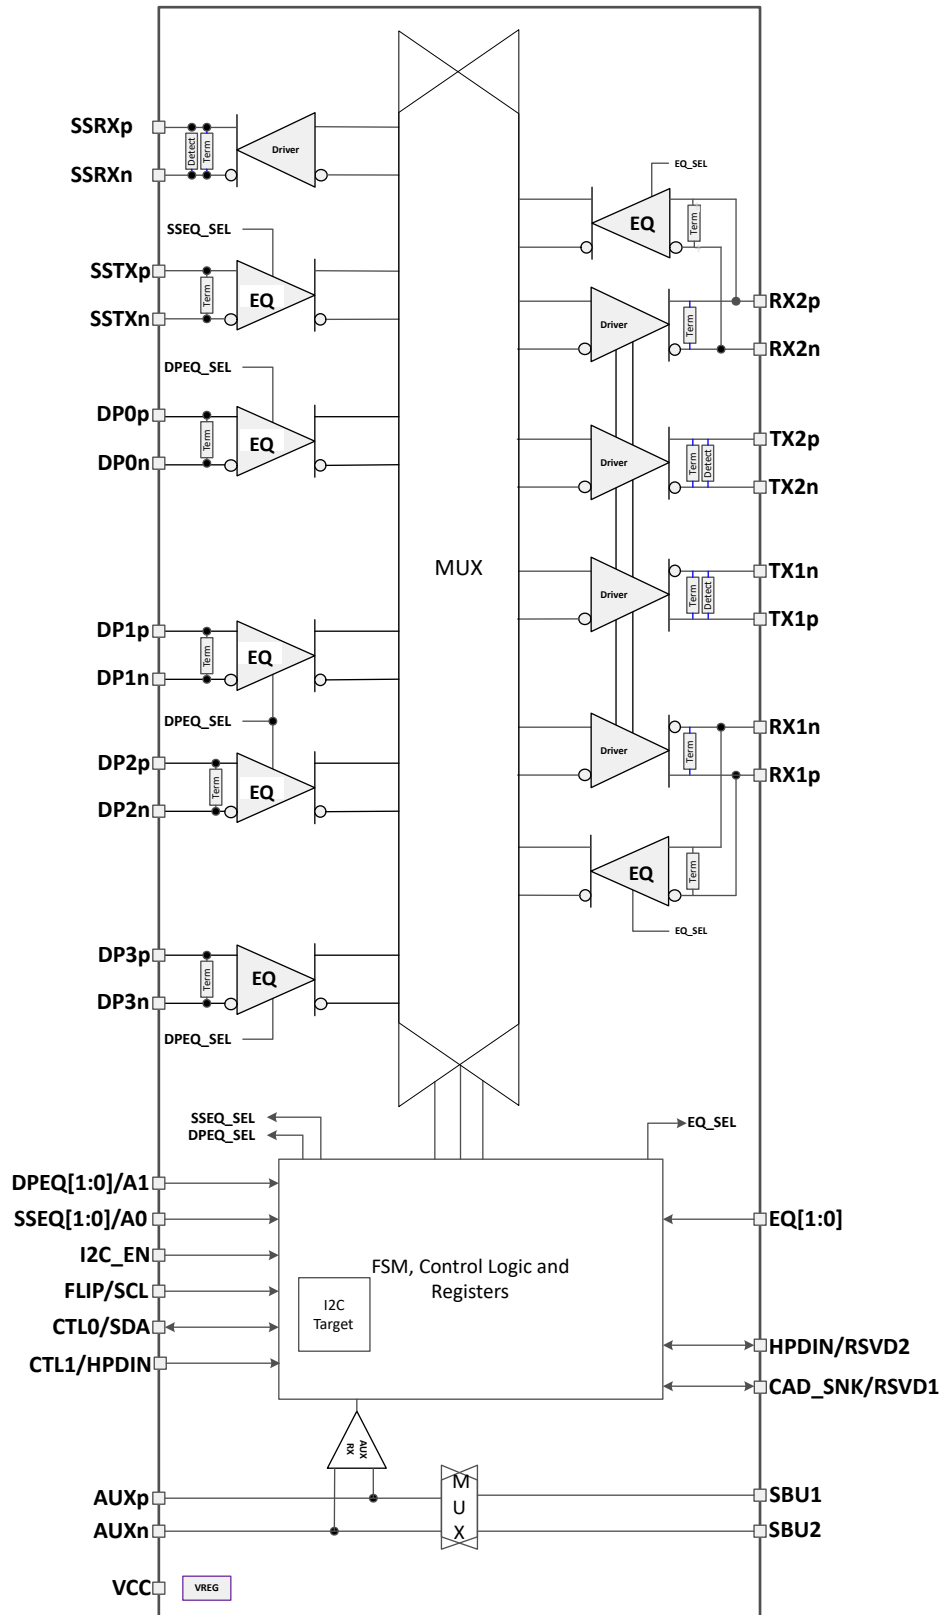 SSRXp
SSRXn
Detect
Term
Driver
SSEQ_SEL
SSTXp
SSTXn
Term
EQ
DPEQ_SEL
DP0p
DP0n
Term
EQ
DP1p
DP1n
Term
EQ
DPEQ_SEL
DP2p
DP2n
Term
EQ
DP3p
DP3n
Term
EQ
DPEQ_SEL
MUX
EQ_SEL
EQ
Term
Driver
Term
RX2p
RX2n
Driver
Term
Detect
TX2p
TX2n
Driver
Term
Detect
TX1n
TX1p
Driver
Term
RX1n
RX1p
EQ
Term
EQ_SEL
SSEQ_SEL
DPEQ_SEL
EQ_SEL
DPEQ[1:0]/A1
SSEQ[1:0]/A0
I2C_EN
FLIP/SCL
CTL0/SDA
CTL1/HPDIN
FSM, Control Logic and
Registers
I2C
Target
EQ[1:0]
HPDIN/RSVD2
CAD_SNK/RSVD1
AUX
RX
AUXp
AUXn
M
U
X
SBU1
SBU2
VCC
VREG